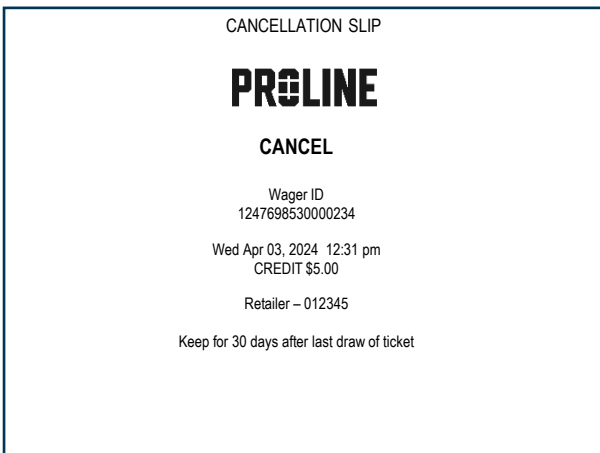 CANCELLATION SLIP
PROLINE
CANCEL
Wager ID
1247698530000234
Wed Apr 03, 2024 12:31 pm
CREDIT $5.00
Retailer – 012345
Keep for 30 days after last draw of ticket